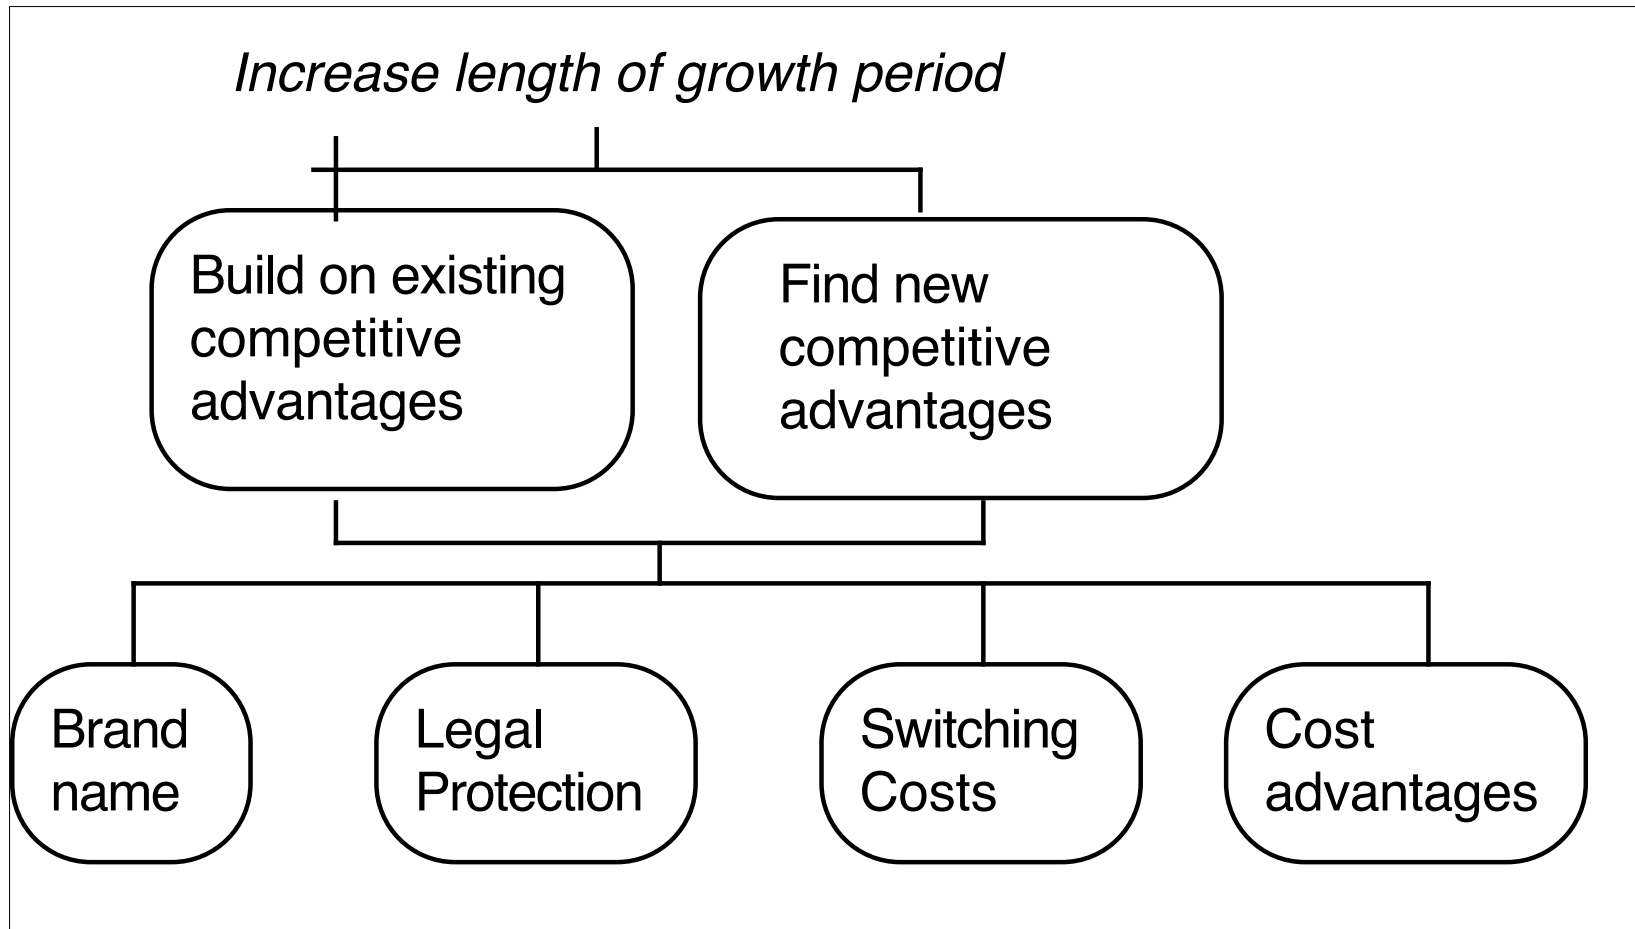 Increase length of growth period
Build on existing
competitive
advantages
Find new
competitive
advantages
Brand
name
Legal
Protection
Switching
Costs
Cost
advantages